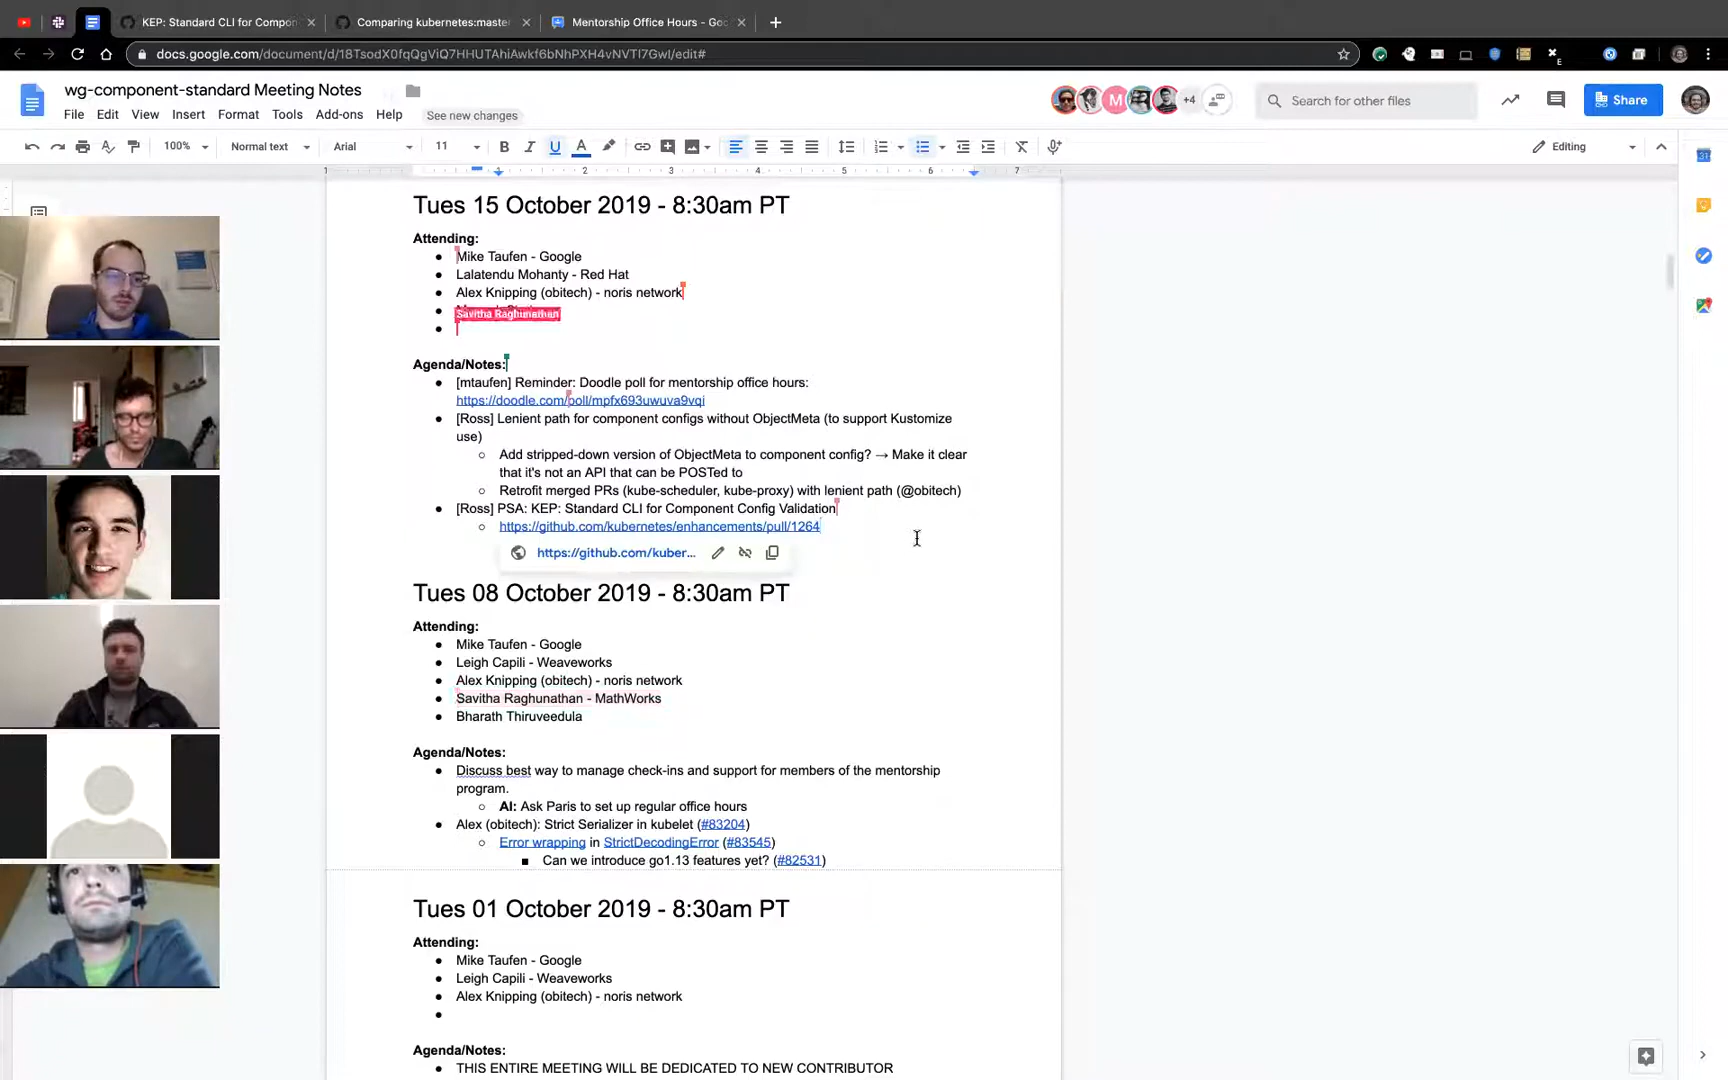 KEP: Standard CLI for Compon
Comparing kubernetes:master
Mentorship Office Hours - Goo
docs.google.com/document/d/18TsodX0fqQgViQ7HHUTAhiAwkf6bNhPXH4vNVTI7GwI/edit#
wg-component-standard Meeting Notes
File Edit View Insert Format Tools Add-ons Help See new changes
M +4
Search for other files
Share
100% Normal text Arial 11
Editing
1 1 2 3 4 5 6 7
Tues 15 October 2019 - 8:30am PT
Attending:
Mike Taufen - Google
Lalatendu Mohanty - Red Hat
Alex Knipping (obitech) - noris network
Savitha Raghunathan
Agenda/Notes:
[mtaufen] Reminder: Doodle poll for mentorship office hours:
https://doodle.com/poll/mpfx693uwuva9vqi
[Ross] Lenient path for component configs without ObjectMeta (to support Kustomize
use)
Add stripped-down version of ObjectMeta to component config? → Make it clear
that it's not an API that can be POSTed to
Retrofit merged PRs (kube-scheduler, kube-proxy) with lenient path (@obitech)
[Ross] PSA: KEP: Standard CLI for Component Config Validation
https://github.com/kubernetes/enhancements/pull/1264
https://github.com/kuber...
Tues 08 October 2019 - 8:30am PT
Attending:
Mike Taufen - Google
Leigh Capili - Weaveworks
Alex Knipping (obitech) - noris network
Savitha Raghunathan - MathWorks
Bharath Thiruveedula
Agenda/Notes:
Discuss best way to manage check-ins and support for members of the mentorship
program.
AI: Ask Paris to set up regular office hours
Alex (obitech): Strict Serializer in kubelet (#83204)
Error wrapping in StrictDecodingError (#83545)
Can we introduce go1.13 features yet? (#82531)
Tues 01 October 2019 - 8:30am PT
Attending:
Mike Taufen - Google
Leigh Capili - Weaveworks
Alex Knipping (obitech) - noris network
Agenda/Notes:
THIS ENTIRE MEETING WILL BE DEDICATED TO NEW CONTRIBUTOR